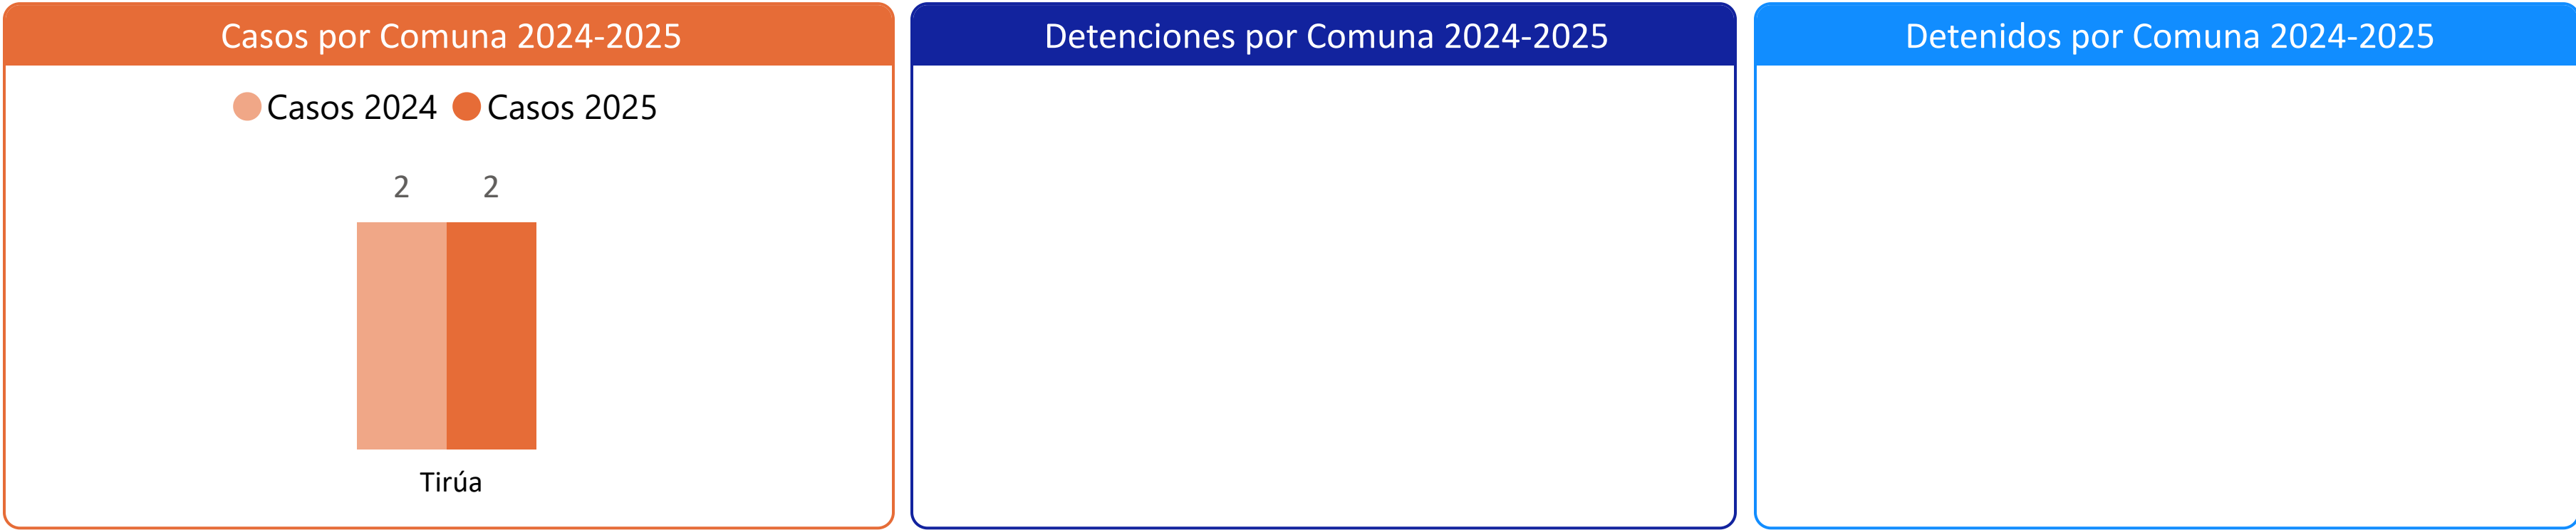 Casos por Comuna 2024-2025
Casos 2024 Casos 2025
2 2
Tirúa
Detenciones por Comuna 2024-2025
Detenidos por Comuna 2024-2025